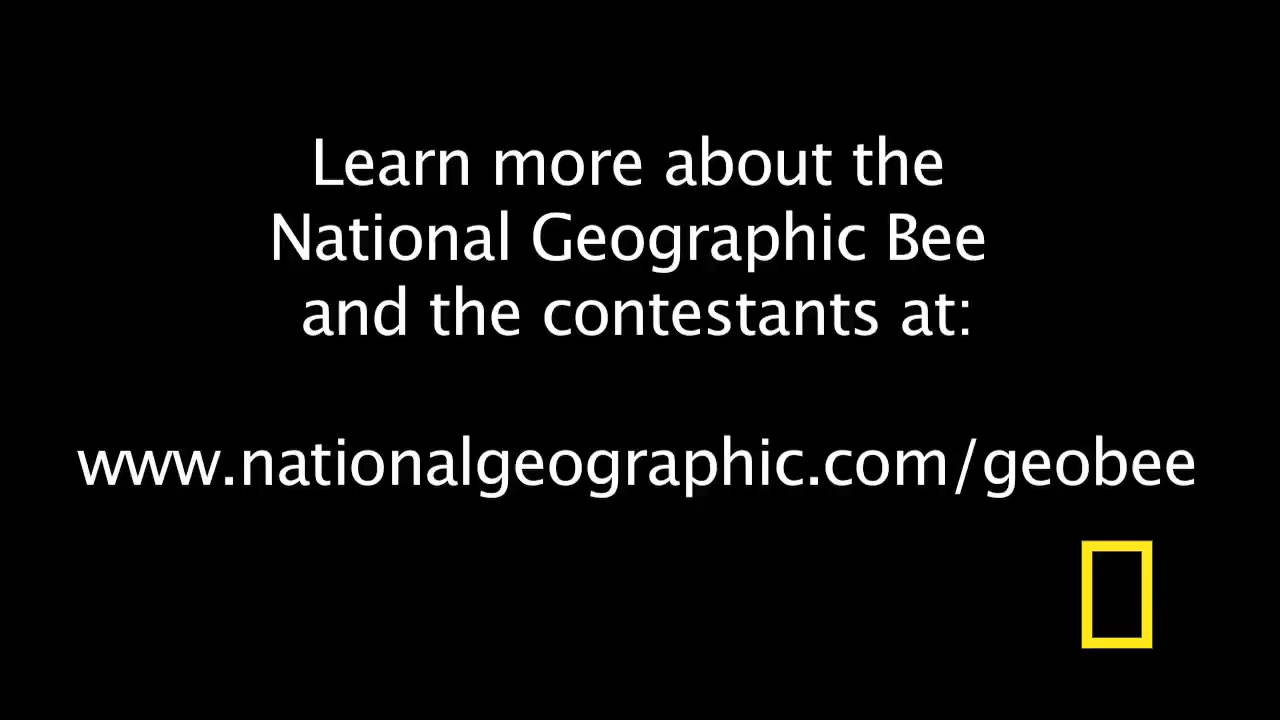 Learn more about the
National Geographic Bee
and the contestants at:
www.nationalgeographic.com/geobee